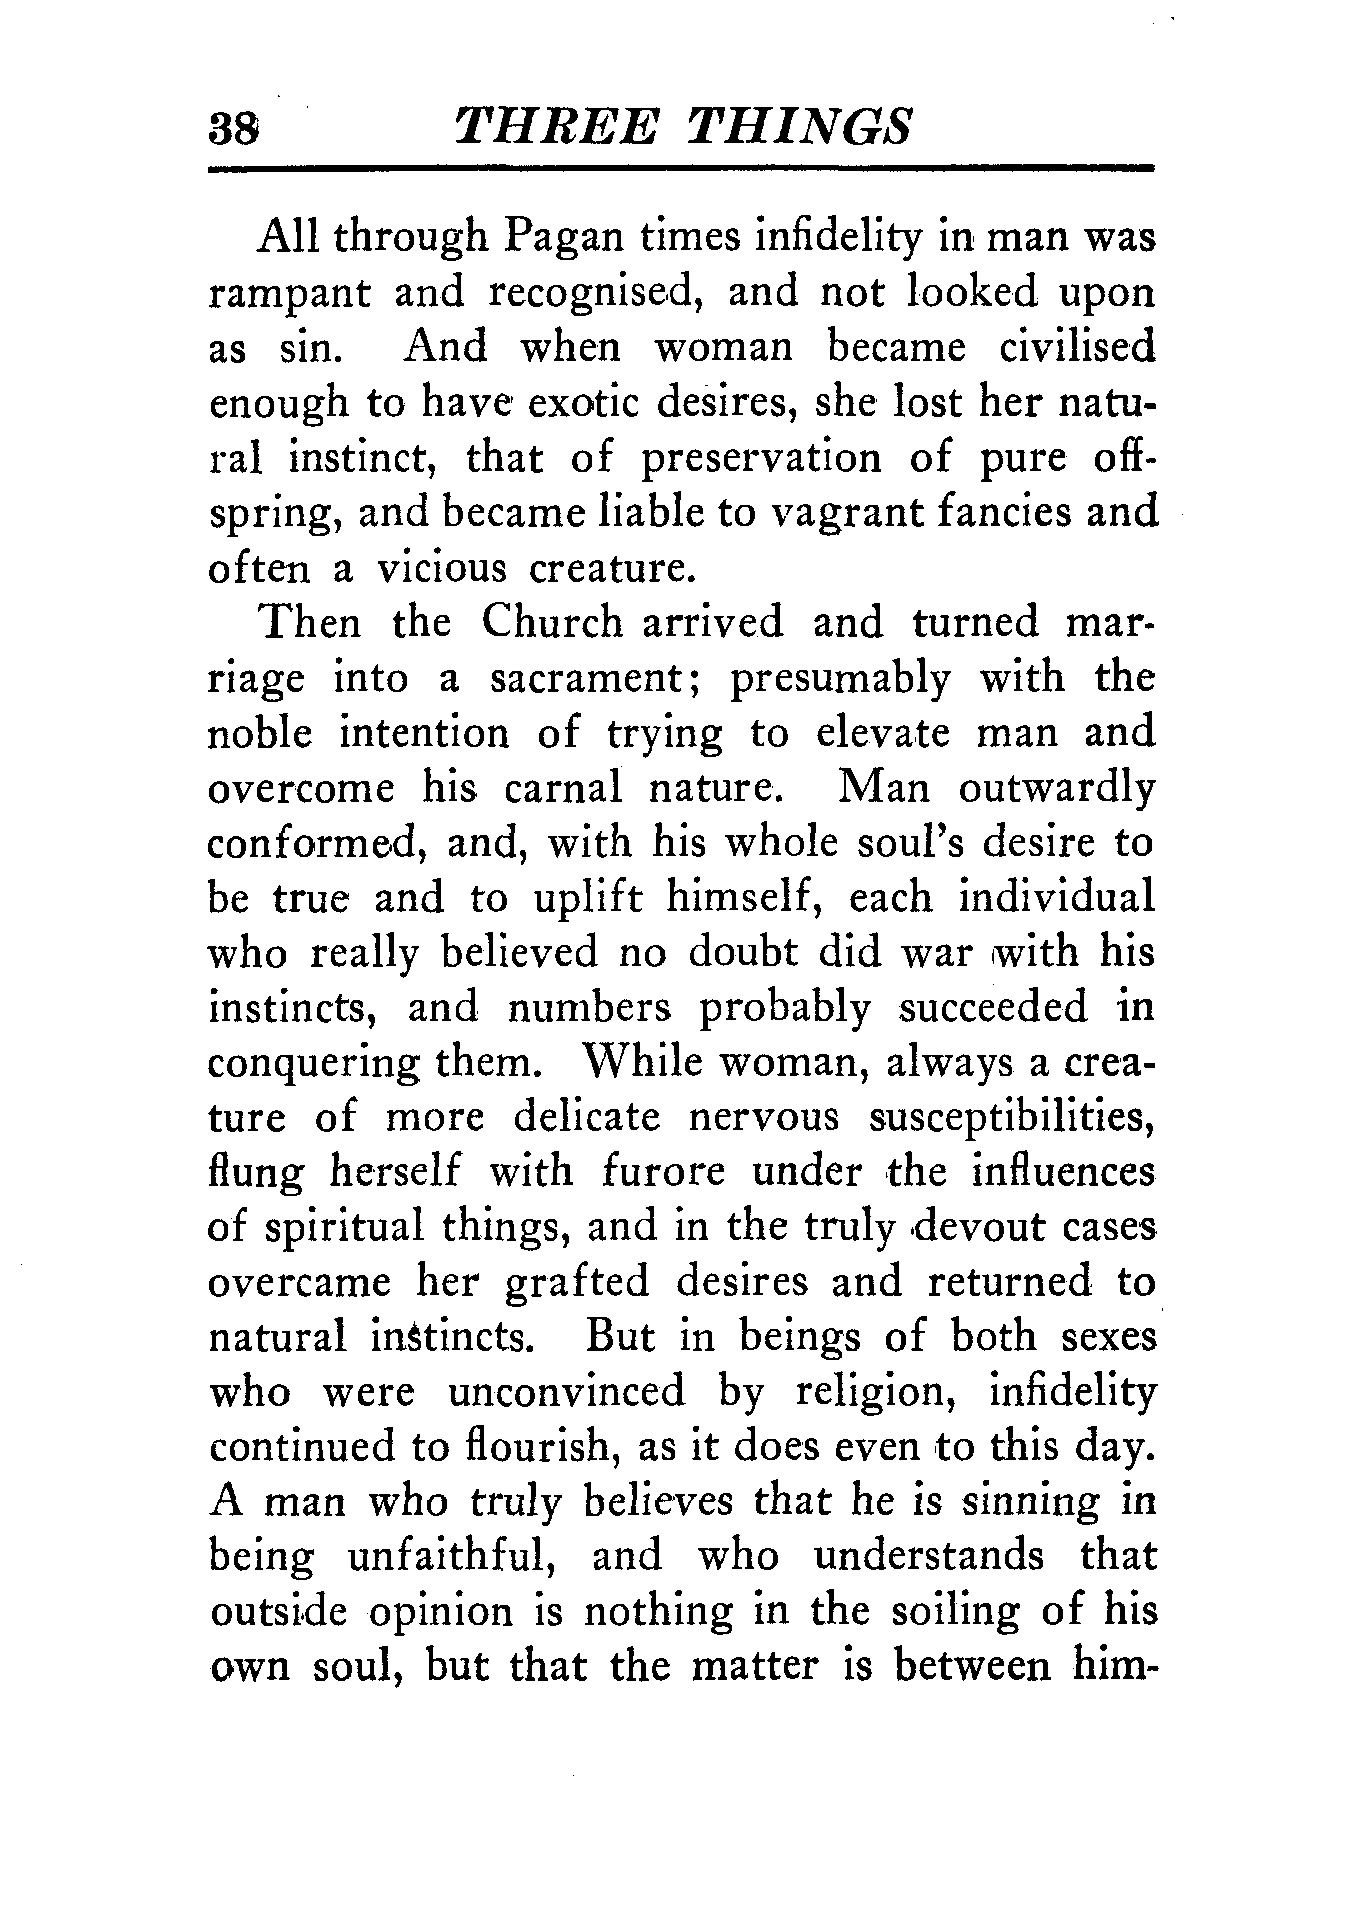 38 THREE THINGS
All through Pagan times infidelity in man was
rampant and recognised, and not looked upon
as sin. And when woman became civilised
enough to have exotic desires, she lost her natu-
ral instinct, that of preservation of pure off-
spring, and became liable to vagrant fancies and
often a vicious creature.
Then the Church arrived and turned mar-
riage into a sacrament; presumably with the
noble intention of trying to elevate man and
overcome his carnal nature. Man outwardly
conformed, and, with his whole soul's desire to
be true and to uplift himself, each individual
who really believed no doubt did war with his
instincts, and numbers probably succeeded in
conquering them. While woman, always a crea-
ture of more delicate nervous susceptibilities,
flung herself with furore under the influences
of spiritual things, and in the truly devout cases
overcame her grafted desires and returned to
natural instincts. But in beings of both sexes
who were unconvinced by religion, infidelity
continued to flourish, as it does even to this day.
A man who truly believes that he is sinning in
being unfaithful, and who understands that
outside opinion is nothing in the soiling of his
own soul, but that the matter is between him-